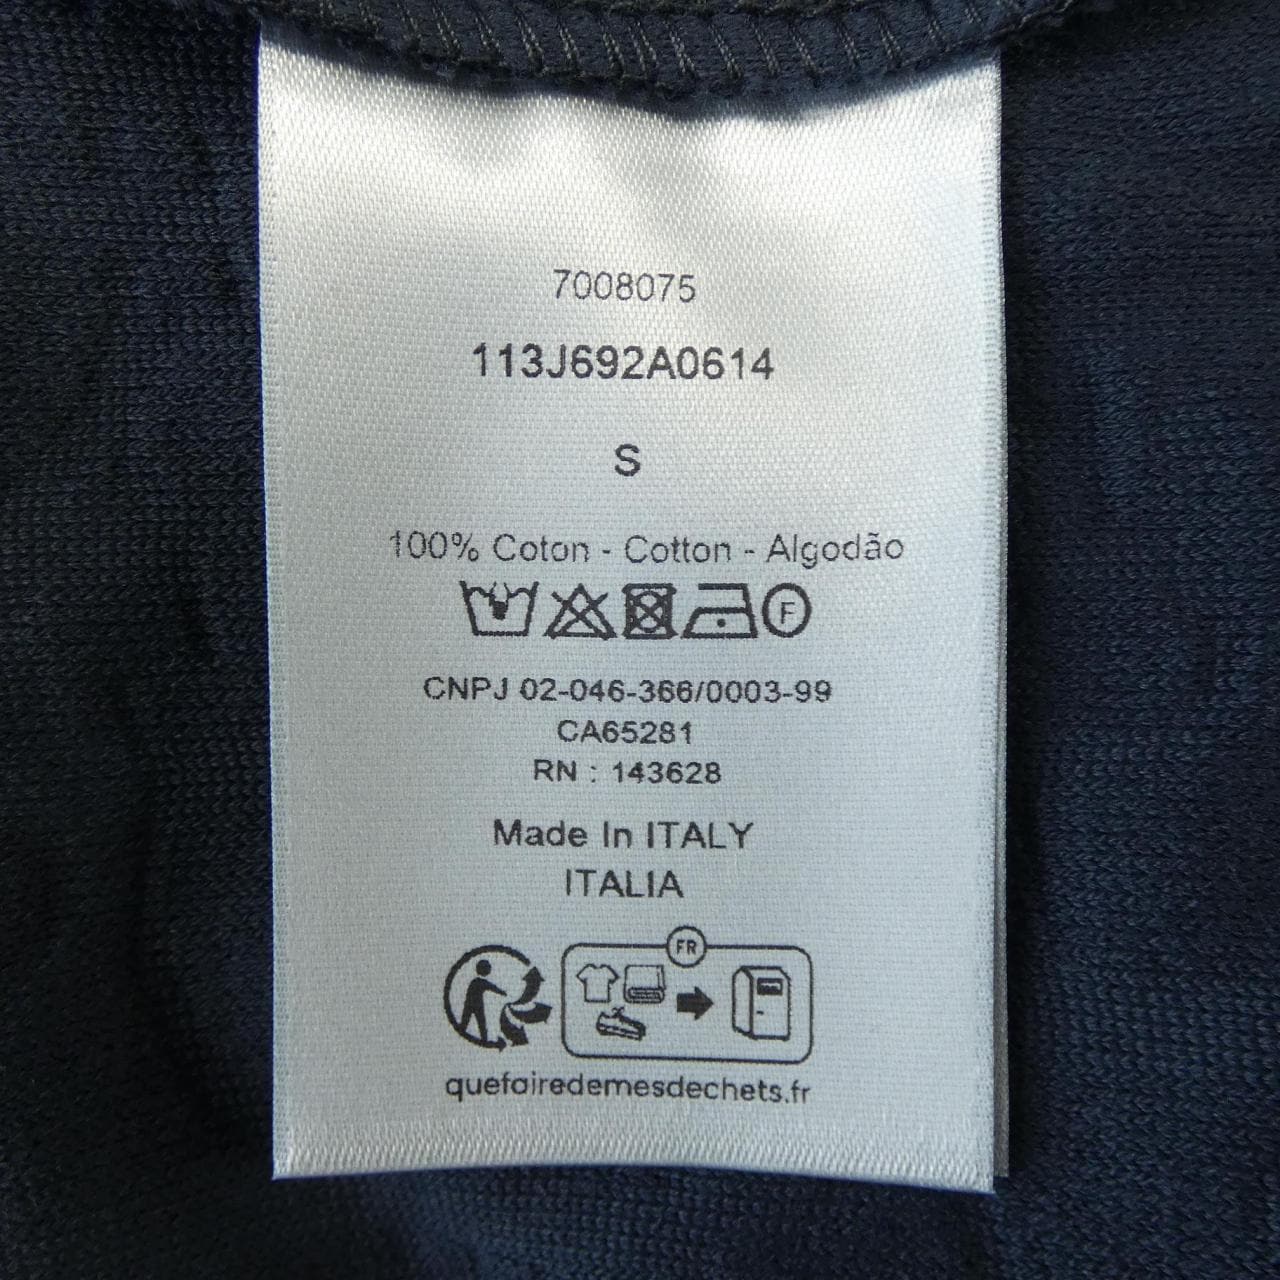 7008075
113J692A0614
S
100% Coton - Cotton - Algodão
F
CNPJ 02-046-366/0003-99
CA65281
RN : 143628
Made In ITALY
ITALIA
FR
quefairedemesdechets.fr